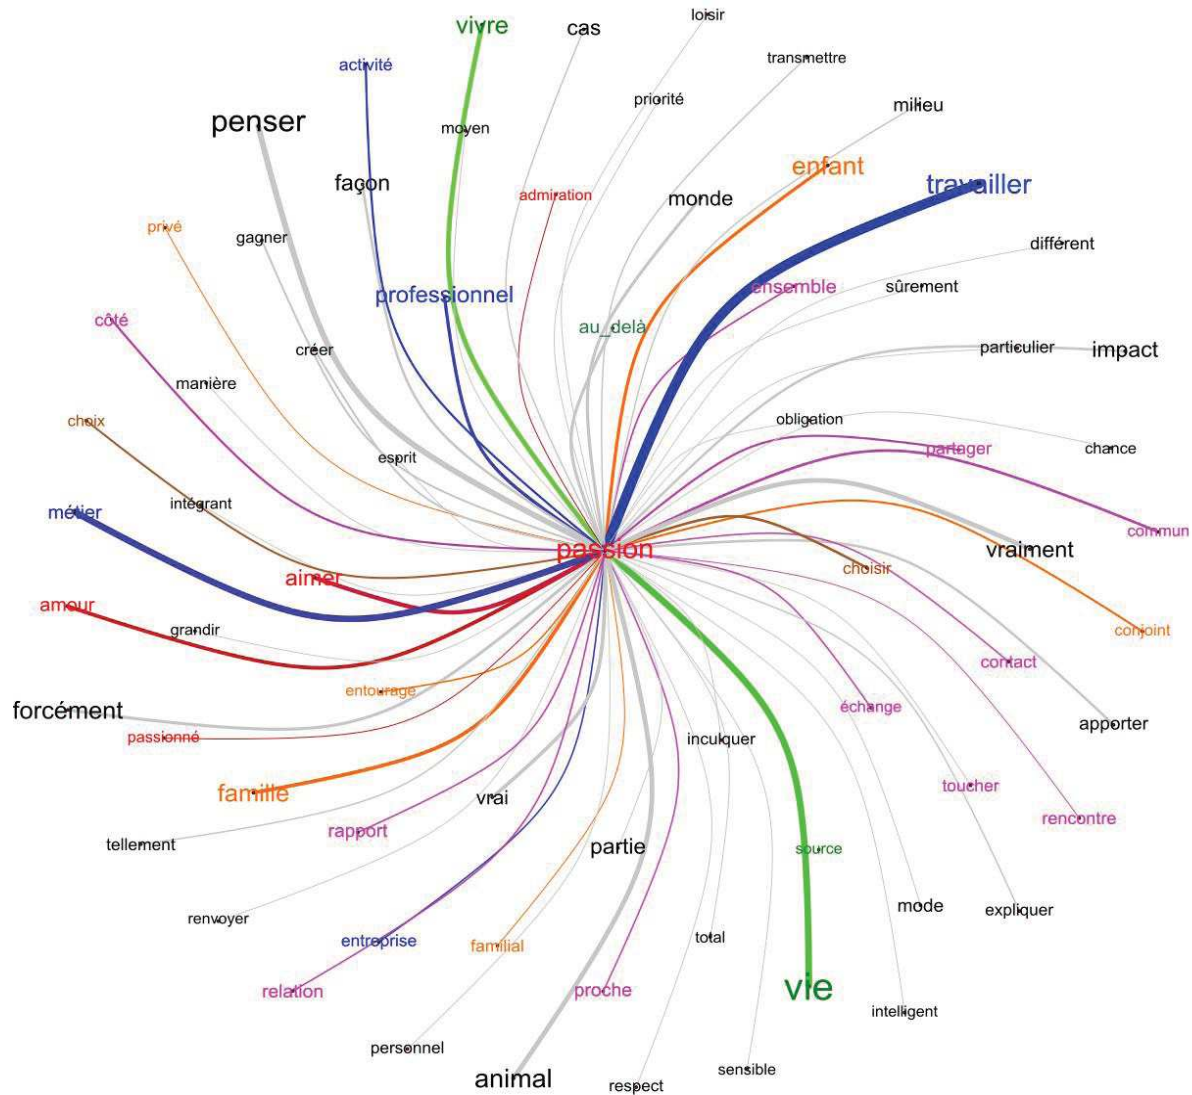 loisir
vivre
cas
transmettre
activité
priorité
milieu
penser
moyen
enfant
travailler
façon
admiration
monde
privé
gagner
différent
professionnel
ensemble
sûrement
côté
au_delà
créer
particulier
impact
manière
choix
obligation
partager
chance
esprit
intégrant
métier
commun
passion
vraiment
aimer
choisir
amour
grandir
conjoint
contact
entourage
échange
forcément
apporter
passionné
inculquer
famille
vrai
toucher
rapport
rencontre
tellement
partie
source
renvoyer
mode
expliquer
entreprise
familial
total
relation
proche
vie
intelligent
personnel
animal
respect
sensible